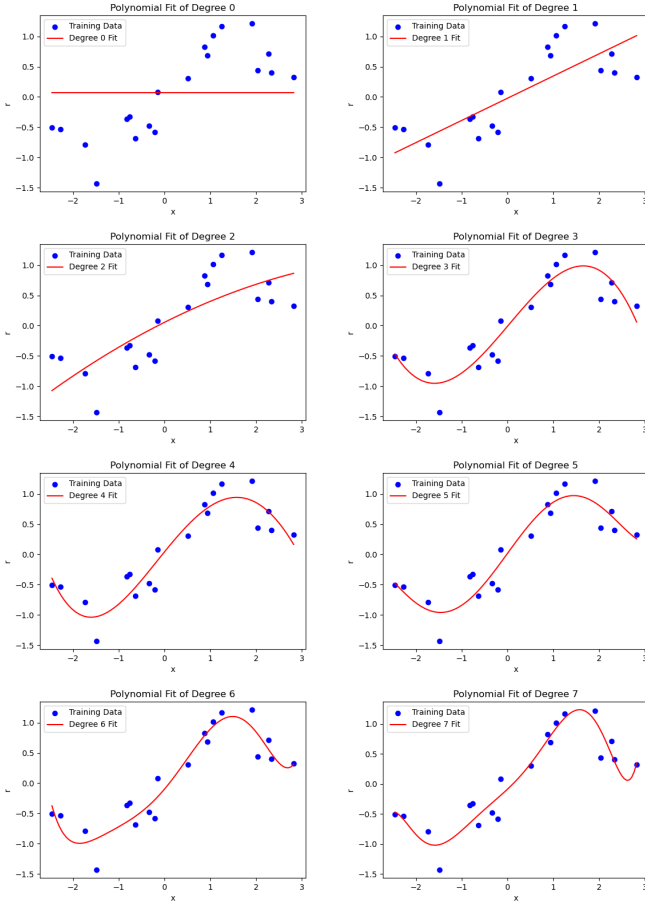 Polynomial Fit of Degree 0
Training Data
Degree 0 Fit
1.0
0.5
0.0
−0.5
−1.0
−1.5
r
−2
−1
0
1
2
3
x
Polynomial Fit of Degree 1
Training Data
Degree 1 Fit
1.0
0.5
0.0
−0.5
−1.0
−1.5
r
−2
−1
0
1
2
3
x
Polynomial Fit of Degree 2
Training Data
Degree 2 Fit
1.0
0.5
0.0
−0.5
−1.0
−1.5
r
−2
−1
0
1
2
3
x
Polynomial Fit of Degree 3
Training Data
Degree 3 Fit
1.0
0.5
0.0
−0.5
−1.0
−1.5
r
−2
−1
0
1
2
3
x
Polynomial Fit of Degree 4
Training Data
Degree 4 Fit
1.0
0.5
0.0
−0.5
−1.0
−1.5
r
−2
−1
0
1
2
3
x
Polynomial Fit of Degree 5
Training Data
Degree 5 Fit
1.0
0.5
0.0
−0.5
−1.0
−1.5
r
−2
−1
0
1
2
3
x
Polynomial Fit of Degree 6
Training Data
Degree 6 Fit
1.0
0.5
0.0
−0.5
−1.0
−1.5
r
−2
−1
0
1
2
3
x
Polynomial Fit of Degree 7
Training Data
Degree 7 Fit
1.0
0.5
0.0
−0.5
−1.0
−1.5
r
−2
−1
0
1
2
3
x